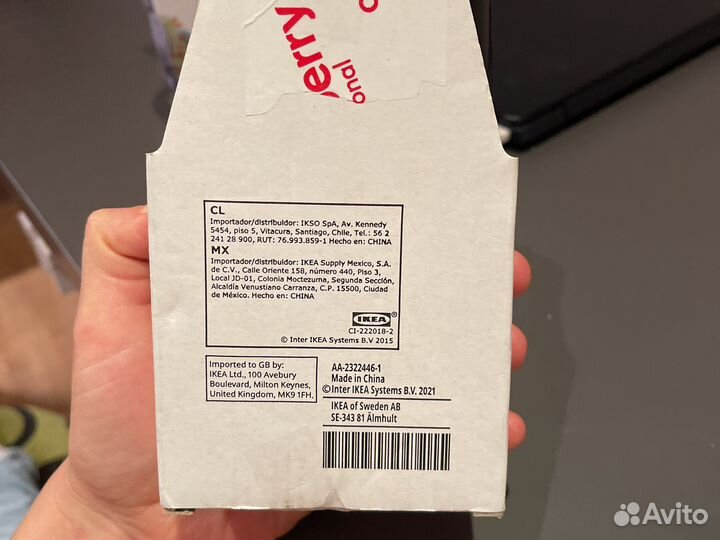 erry
onal
CL
Importador/distribuidor: IKSO SpA, Av. Kennedy
5454, piso 5, Vitacura, Santiago, Chile, Tel.: 56 2
241 28 900, RUT: 76.993.859-1 Hecho en: CHINA
MX
Importador/distribuidor: IKEA Supply Mexico, S.A.
de C.V., Calle Oriente 158, número 440, Piso 3,
Local JD-01, Colonia Moctezuma, Segunda Sección,
Alcaldía Venustiano Carranza, C.P. 15500, Ciudad
de México. Hecho en: CHINA
IKEA®
CI-222018-2
© Inter IKEA Systems B.V 2015
Imported to GB by:
IKEA Ltd., 100 Avebury
Boulevard, Milton Keynes,
United Kingdom, MK9 1FH.
AA-2322446-1
Made in China
©Inter IKEA Systems B.V. 2021
IKEA of Sweden AB
SE-343 81 Älmhult
Avito